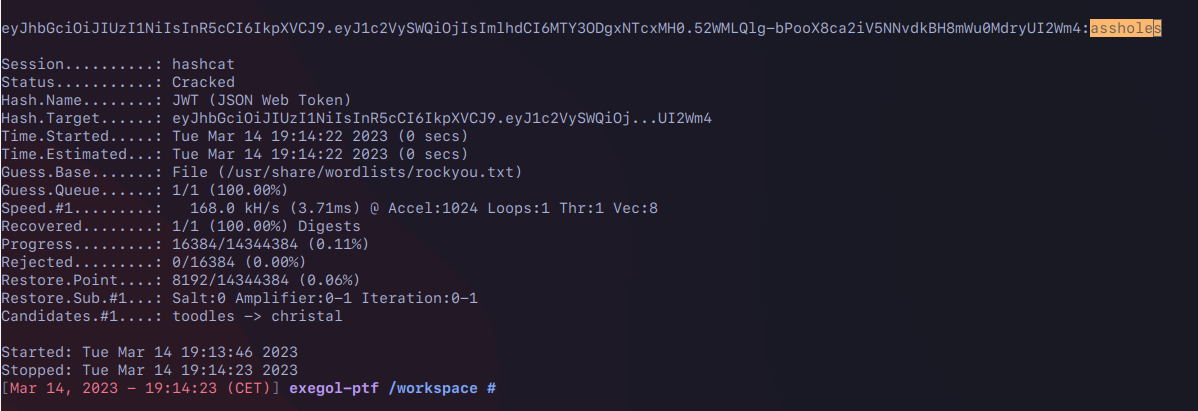 eyJhbGciOiJIUzI1NiIsInR5cCI6IkpXVCJ9.eyJ1c2VySWQiOjIsImlhdCI6MTY3ODgxNTcxMH0.52WMLQlg-bPooX8ca2iV5NNvdkBH8mWu0MdryUI2Wm4:assholes
Session..........: hashcat
Status...........: Cracked
Hash.Name........: JWT (JSON Web Token)
Hash.Target......: eyJhbGciOiJIUzI1NiIsInR5cCI6IkpXVCJ9.eyJ1c2VySWQiOj...UI2Wm4
Time.Started.....: Tue Mar 14 19:14:22 2023 (0 secs)
Time.Estimated...: Tue Mar 14 19:14:22 2023 (0 secs)
Guess.Base.......: File (/usr/share/wordlists/rockyou.txt)
Guess.Queue......: 1/1 (100.00%)
Speed.#1.........:   168.0 kH/s (3.71ms) @ Accel:1024 Loops:1 Thr:1 Vec:8
Recovered........: 1/1 (100.00%) Digests
Progress.........: 16384/14344384 (0.11%)
Rejected.........: 0/16384 (0.00%)
Restore.Point....: 8192/14344384 (0.06%)
Restore.Sub.#1...: Salt:0 Amplifier:0-1 Iteration:0-1
Candidates.#1....: toodles -> christal
Started: Tue Mar 14 19:13:46 2023
Stopped: Tue Mar 14 19:14:23 2023
[Mar 14, 2023 - 19:14:23 (CET)] exegol-ptf /workspace #